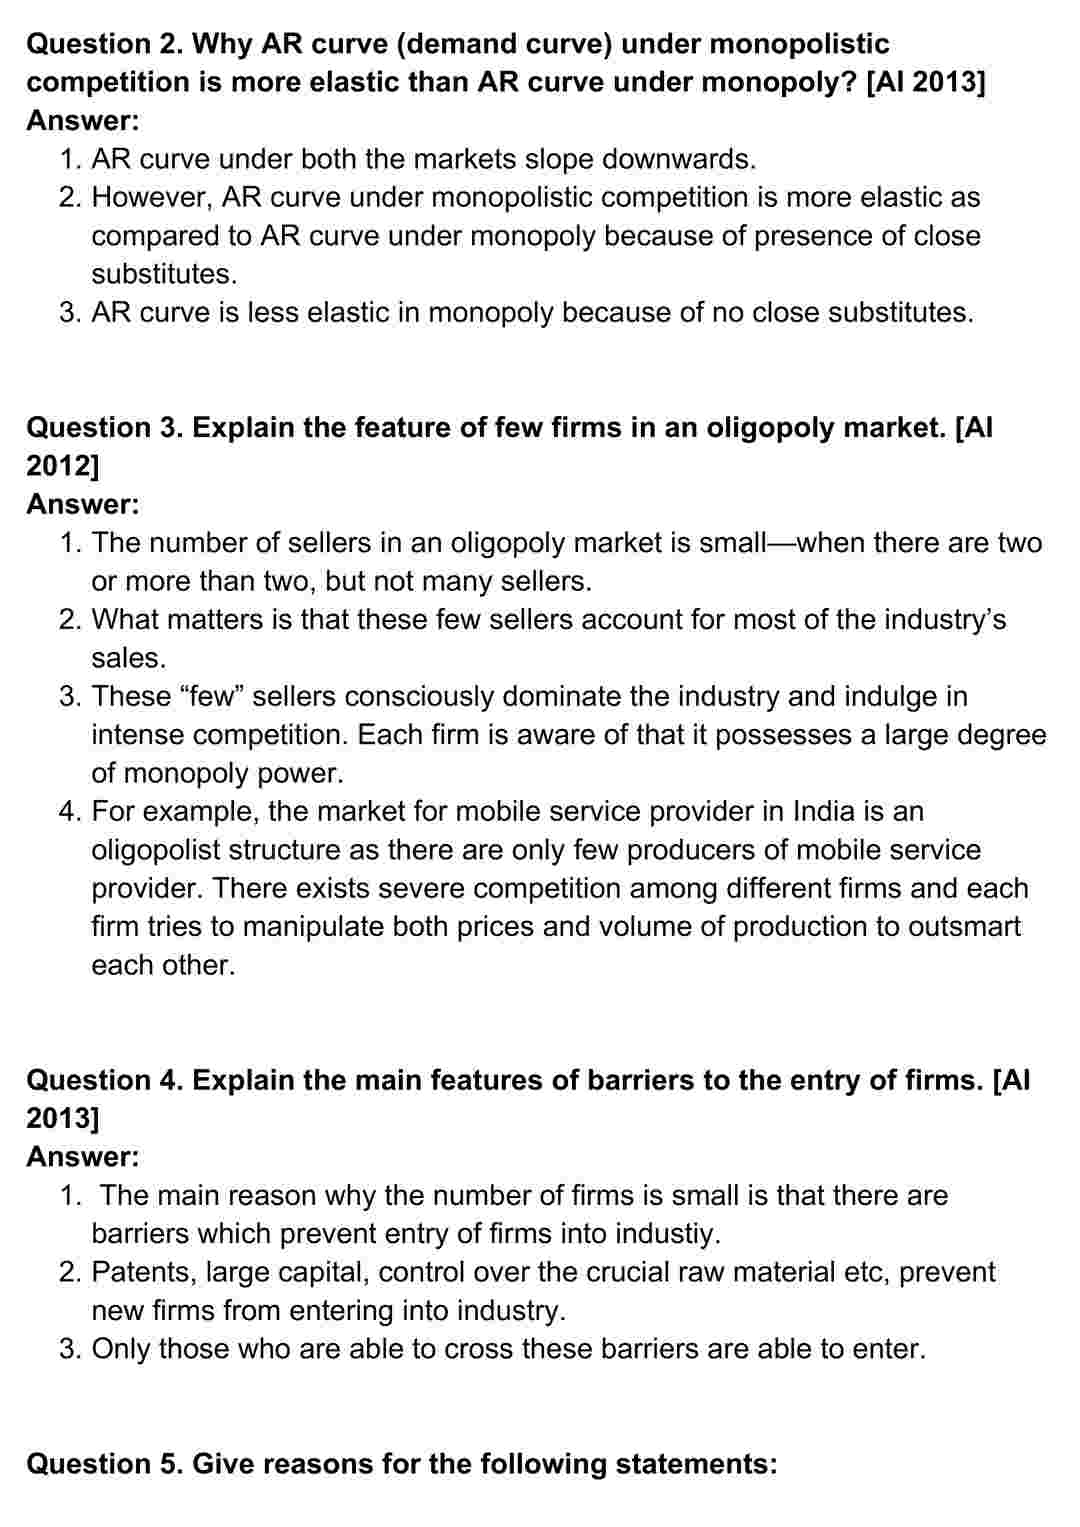 Question 2. Why AR curve (demand curve) under monopolistic
competition is more elastic than AR curve under monopoly? [AI 2013]
Answer:
1. AR curve under both the markets slope downwards.
2. However, AR curve under monopolistic competition is more elastic as
compared to AR curve under monopoly because of presence of close
substitutes.
3. AR curve is less elastic in monopoly because of no close substitutes.
Question 3. Explain the feature of few firms in an oligopoly market. [AI
2012]
Answer:
1. The number of sellers in an oligopoly market is small—when there are two
or more than two, but not many sellers.
2. What matters is that these few sellers account for most of the industry’s
sales.
3. These “few” sellers consciously dominate the industry and indulge in
intense competition. Each firm is aware of that it possesses a large degree
of monopoly power.
4. For example, the market for mobile service provider in India is an
oligopolist structure as there are only few producers of mobile service
provider. There exists severe competition among different firms and each
firm tries to manipulate both prices and volume of production to outsmart
each other.
Question 4. Explain the main features of barriers to the entry of firms. [AI
2013]
Answer:
1. The main reason why the number of firms is small is that there are
barriers which prevent entry of firms into industiy.
2. Patents, large capital, control over the crucial raw material etc, prevent
new firms from entering into industry.
3. Only those who are able to cross these barriers are able to enter.
Question 5. Give reasons for the following statements: